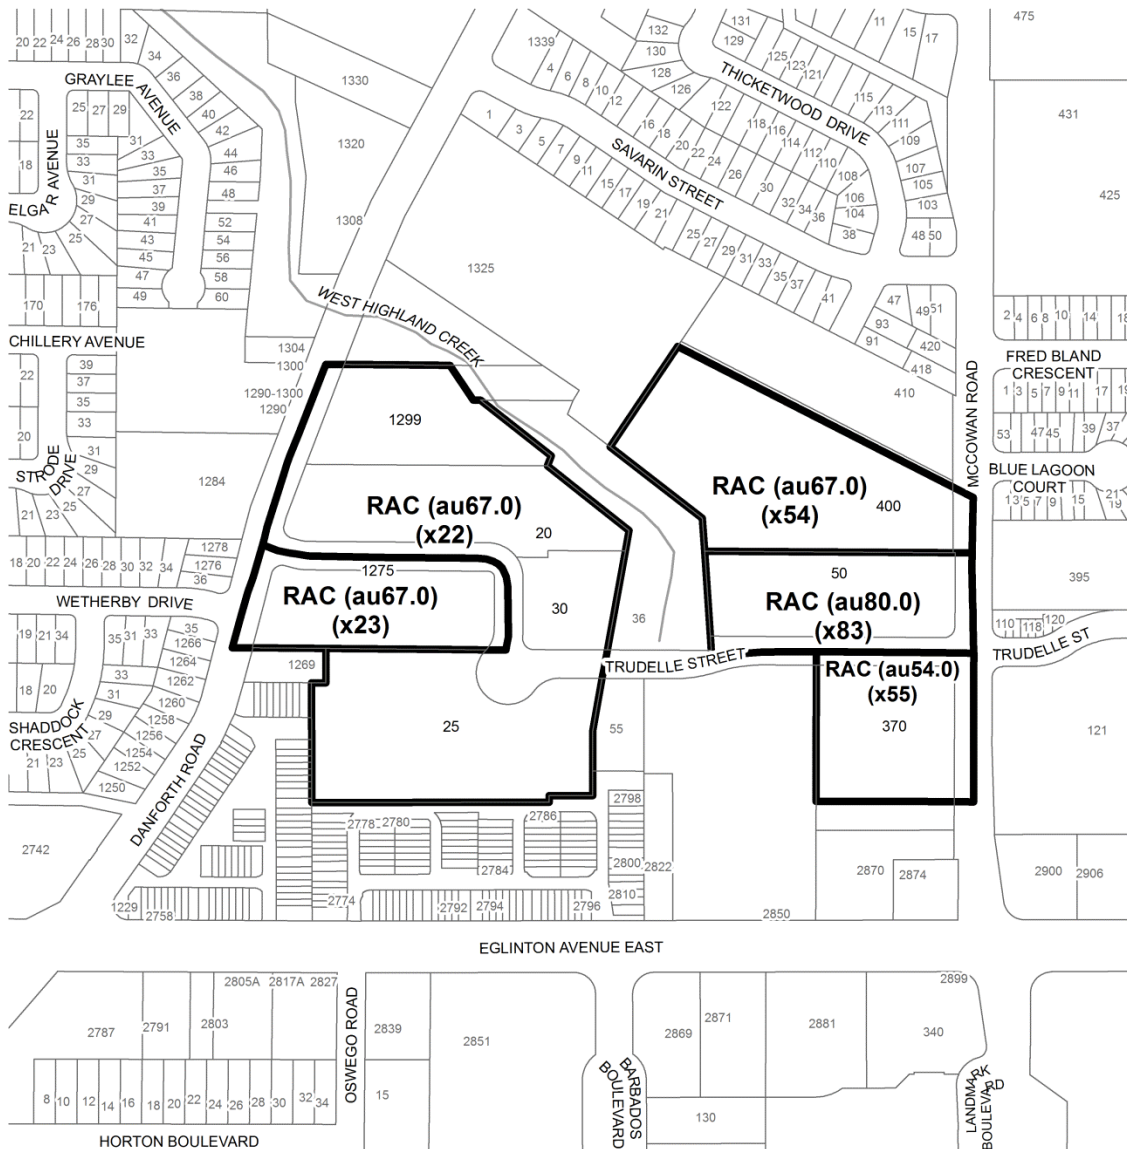 20 22 24 26 28 30
32
34
36
38
40
42
44
46
48
52
54
56
58
60
GRAYLEE AVENUE
22
18
25 27 29
35
33
31
29
27
25
ELGAR AVENUE
21 23
31
33
35
37
39
41
43
45
47
49
170
176
CHILLERY AVENUE
22
20
39
37
35
33
31
29
27
25
STRODE DRIVE
21 23
1330
1320
1308
1304
1300
1290-1300
1290
1284
1339
4 6 8 10 12
16 18 20 22 24 26
30 32 34 36 38
1 3 5 7 9 11
15 17 19 21
25 27 29 31 33 35 37
41
SAVARIN STREET
132
130
128
126
131
129
125
123
121
122
118
116
114
112
110
108
106
104
115
113
111
109
107
105
103
48 50
11
15
17
THICKETWOOD DRIVE
475
431
425
1325
WEST HIGHLAND CREEK
47
49
51
93
91
420
418
410
MCCOWAN ROAD
2 4 6 8 10 14 18
FRED BLAND
CRESCENT
1 3 5 7 9 11 17 19
53 47 45 39 37
BLUE LAGOON
COURT
13 5 7 9 15 21
19
395
110 118 120
TRUDELLE ST
121
1299
RAC (au67.0)
(x22)
20
1275
RAC (au67.0)
(x23)
30
36
RAC (au67.0)
(x54)
400
50
RAC (au80.0)
(x83)
TRUDELLE STREET
RAC (au54.0)
(x55)
370
1269
25
55
18 20 22 24 26 28 30 32 34
1278
1276
36
WETHERBY DRIVE
19 21 34
18 20
35 31 33
33
31
29
27
25
SHADDOCK
CRESCENT
21 23
35
1266
1264
1262
1260
1258
1256
1254
1252
1250
DANFORTH ROAD
2742
1229
2758
2774
2778 2780
2784
2786
2792 2794 2796
2798
2800
2810
2822
2850
2870 2874
2900 2906
EGLINTON AVENUE EAST
2787
2791
2803
2805A 2817A 2827
8 10 12 14 16 18 20 22 24 26 28 30 32 34
HORTON BOULEVARD
OSWEGO ROAD
2839
15
2851
BARBADOS
BOULEVARD
2869
2871
130
2881
340
2899
LANDMARK
BOULEVARD